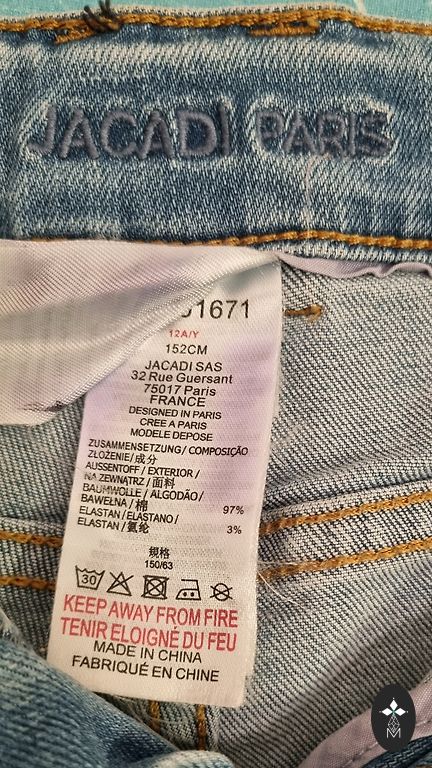 JACADI PARIS
1671
12A/Y
152CM
JACADI SAS
32 Rue Guersant
75017 Paris
FRANCE
DESIGNED IN PARIS
CREE A PARIS
MODELE DEPOSE
ZUSAMMENSETZUNG / COMPOSIÇÃO
ZŁOŻENIE/成分
AUSSENTOFF / EXTERIOR /
NA ZEWNĄTRZ / 面料
BAUMWOLLE / ALGODÃO/
BAWEŁNA / 棉 97%
ELASTAN / ELASTANO /
ELASTAN / 氨纶 3%
规格
150/63
30
KEEP AWAY FROM FIRE
TENIR ELOIGNÉ DU FEU
MADE IN CHINA
FABRIQUÉ EN CHINE
M